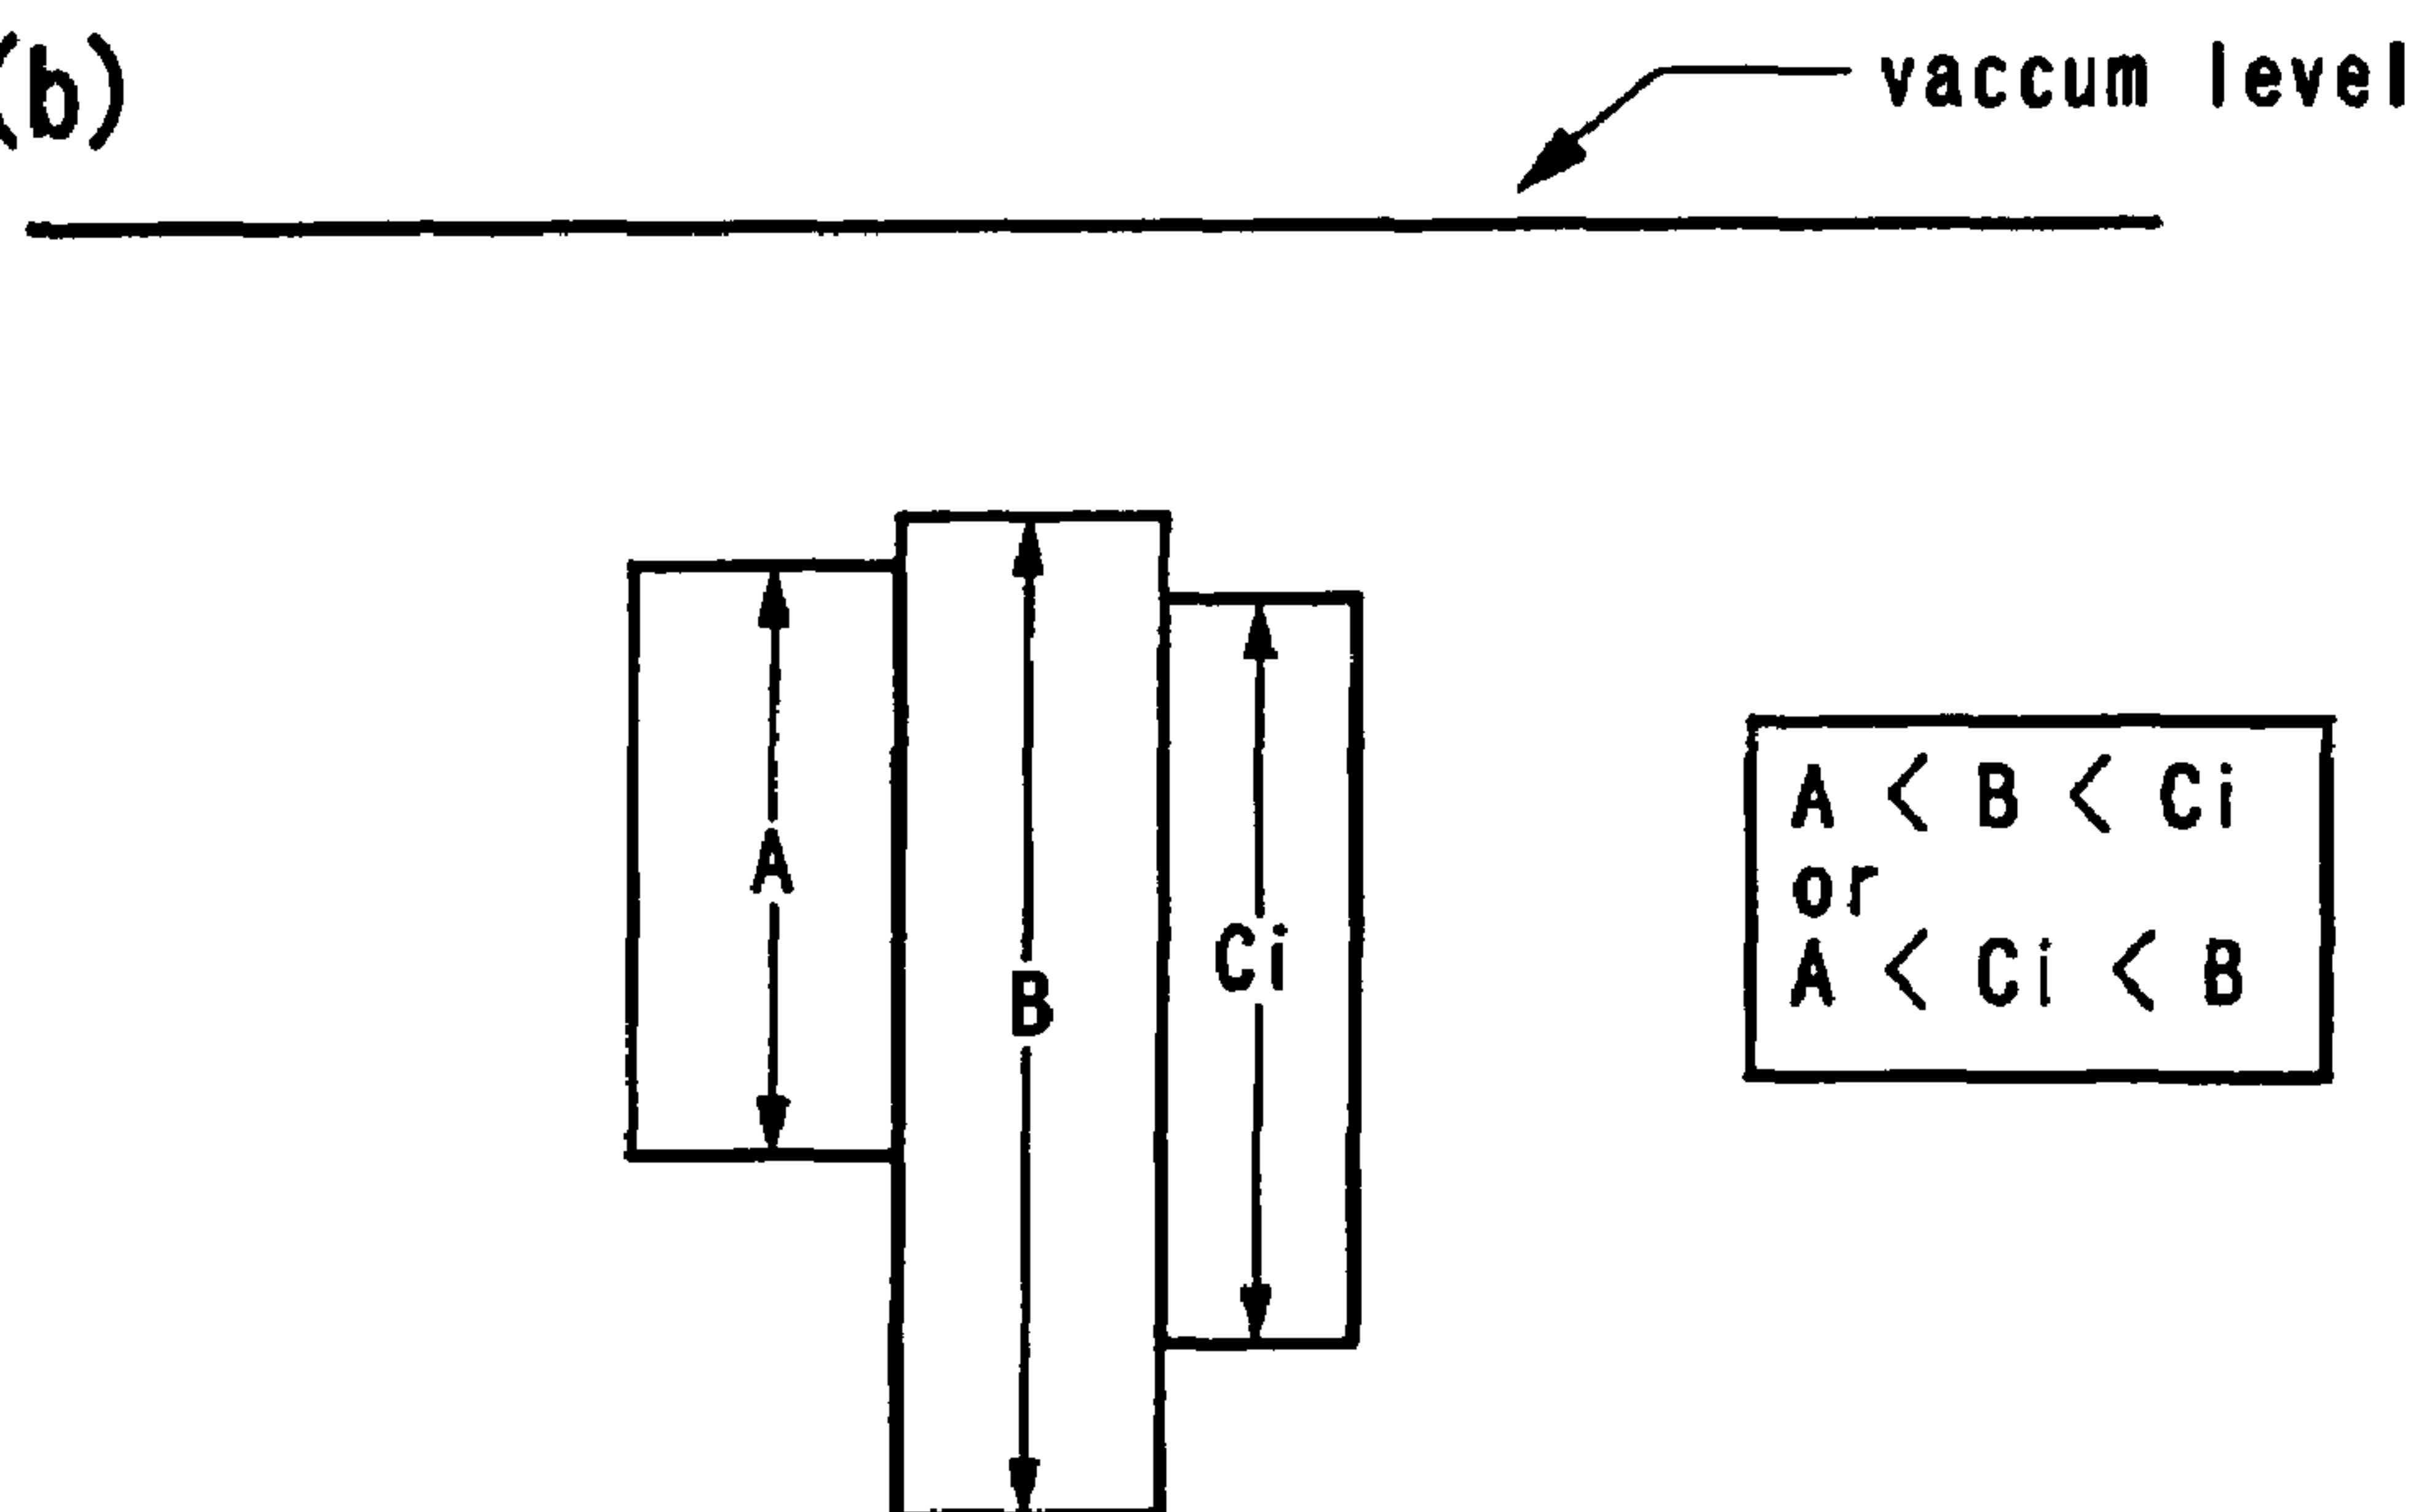 (b)
vaccum level
A
B
Ci
A < B < Ci
or
A < Ci < B